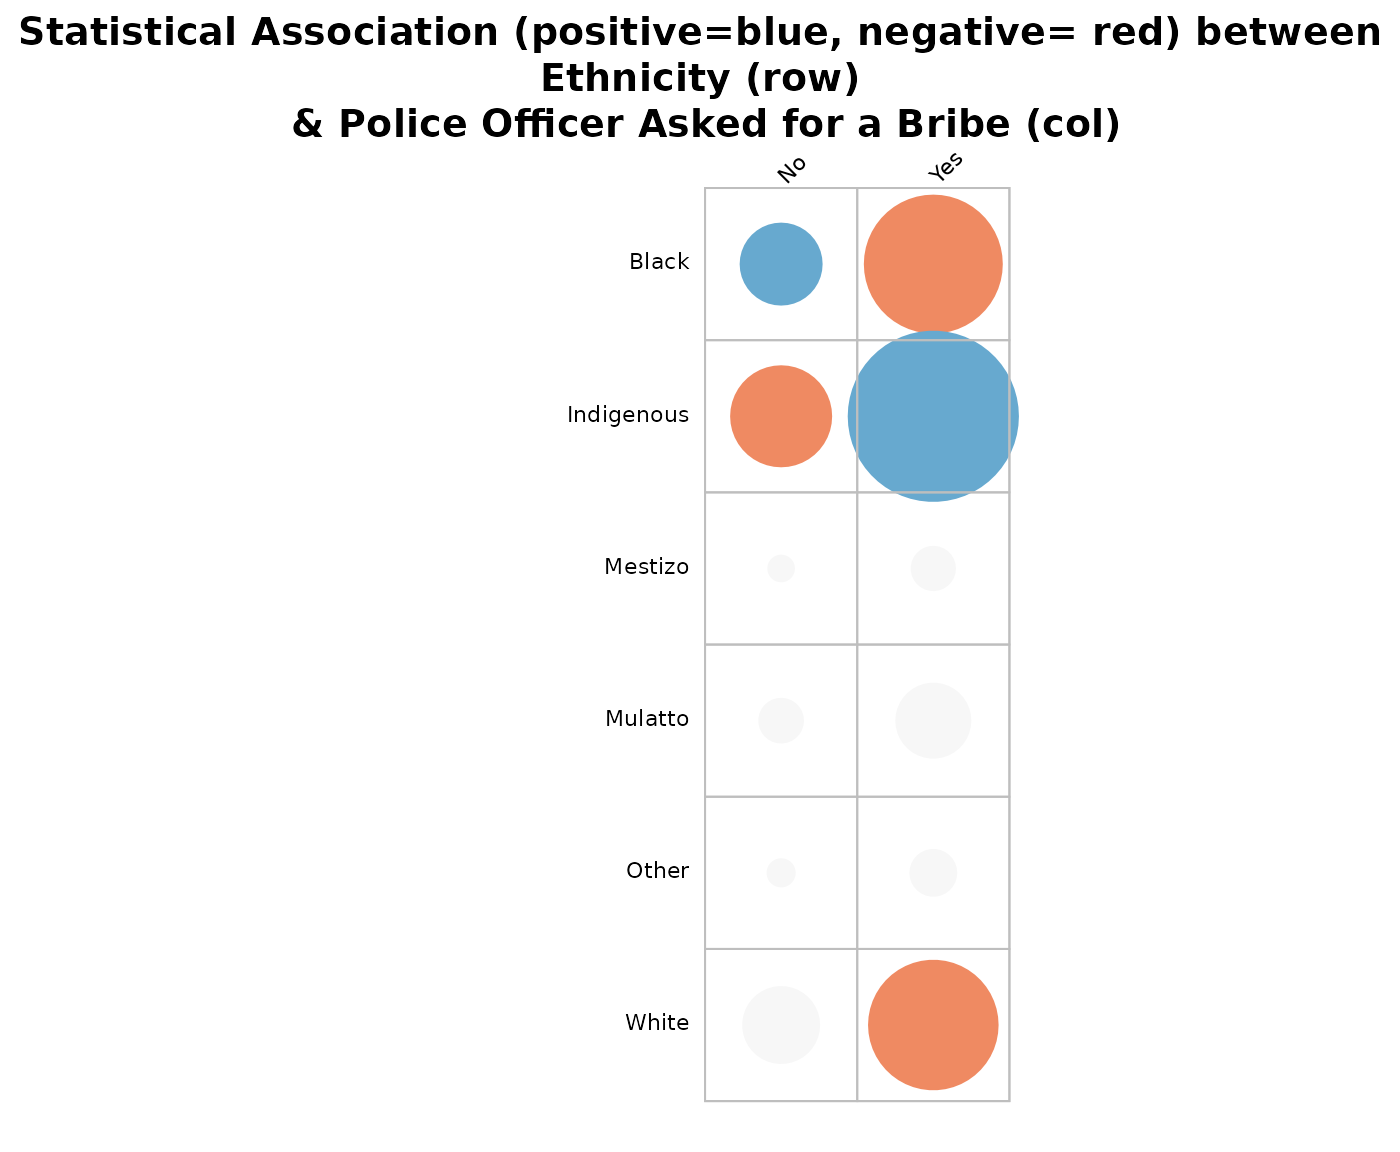 Statistical Association (positive=blue, negative= red) between
Ethnicity (row)
& Police Officer Asked for a Bribe (col)
No Yes
Black
Indigenous
Mestizo
Mulatto
Other
White